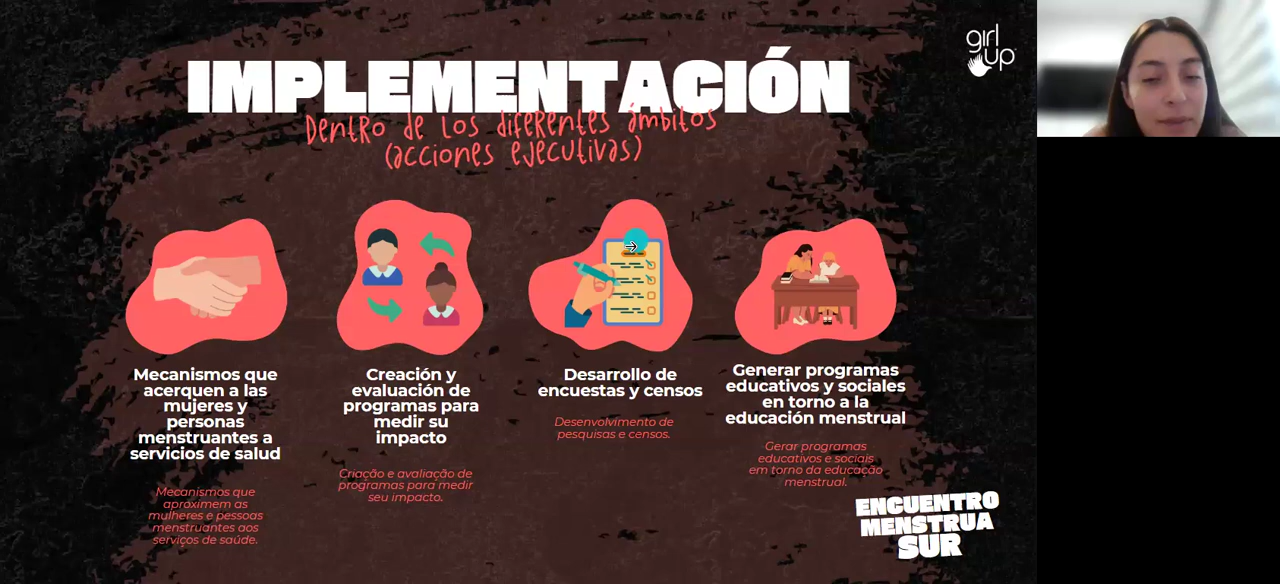 girl
up
IMPLEMENTACIÓN
Dentro de los diferentes ámbitos
(acciones ejecutivas)
Mecanismos que
acerquen a las
mujeres y
personas
menstruantes a
servicios de salud
Mecanismos que
aproximem as
mulheres e pessoas
menstruantes aos
serviços de saúde.
Creación y
evaluación de
programas para
medir su
impacto
Criação e avaliação de
programas para medir
seu impacto.
Desarrollo de
encuestas y censos
Desenvolvimento de
pesquisas e censos.
Generar programas
educativos y sociales
en torno a la
educación menstrual
Gerar programas
educativos e sociais
em torno da educação
menstrual.
ENCUENTRO
MENSTRUA
SUR